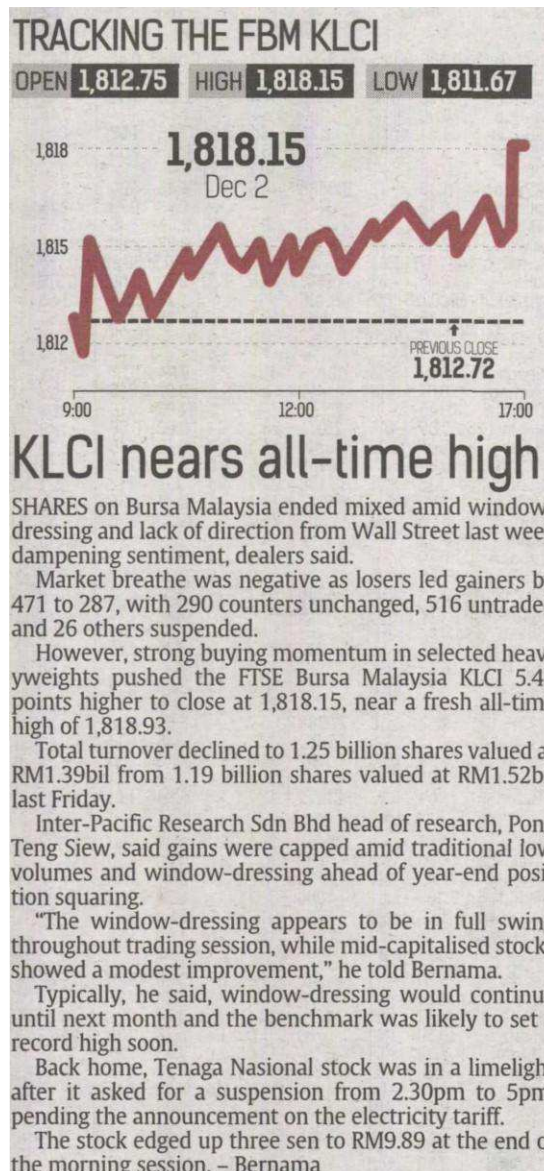 TRACKING THE FBM KLCI
OPEN 1,812.75 HIGH 1,818.15 LOW 1,811.67
1,818
1,818.15
Dec 2
1,815
1,812
PREVIOUS CLOSE
1,812.72
9:00 12:00 17:00
KLCI nears all-time high
SHARES on Bursa Malaysia ended mixed amid window
dressing and lack of direction from Wall Street last wee
dampening sentiment, dealers said.
Market breathe was negative as losers led gainers b
471 to 287, with 290 counters unchanged, 516 untrade
and 26 others suspended.
However, strong buying momentum in selected heav
yweights pushed the FTSE Bursa Malaysia KLCI 5.4
points higher to close at 1,818.15, near a fresh all-tim
high of 1,818.93.
Total turnover declined to 1.25 billion shares valued a
RM1.39bil from 1.19 billion shares valued at RM1.52b
last Friday.
Inter-Pacific Research Sdn Bhd head of research, Pon
Teng Siew, said gains were capped amid traditional low
volumes and window-dressing ahead of year-end posi
tion squaring.
"The window-dressing appears to be in full swin
throughout trading session, while mid-capitalised stock
showed a modest improvement," he told Bernama.
Typically, he said, window-dressing would continu
until next month and the benchmark was likely to set
record high soon.
Back home, Tenaga Nasional stock was in a limeligh
after it asked for a suspension from 2.30pm to 5pm
pending the announcement on the electricity tariff.
The stock edged up three sen to RM9.89 at the end o
the morning session. – Bernama